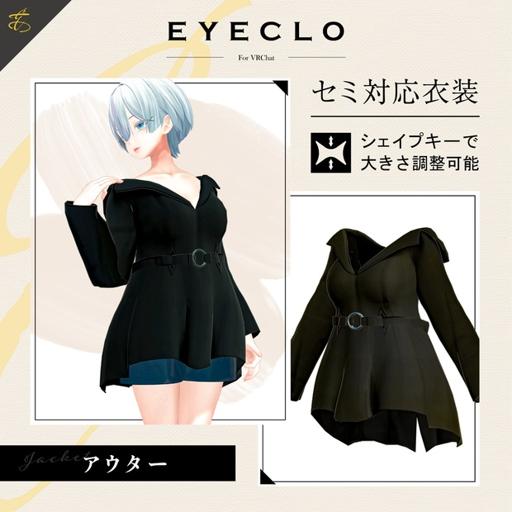 EYECLO
For VRChat
セミ対応衣装
シェイプキーで
大きさ調整可能
Jacket
アウター